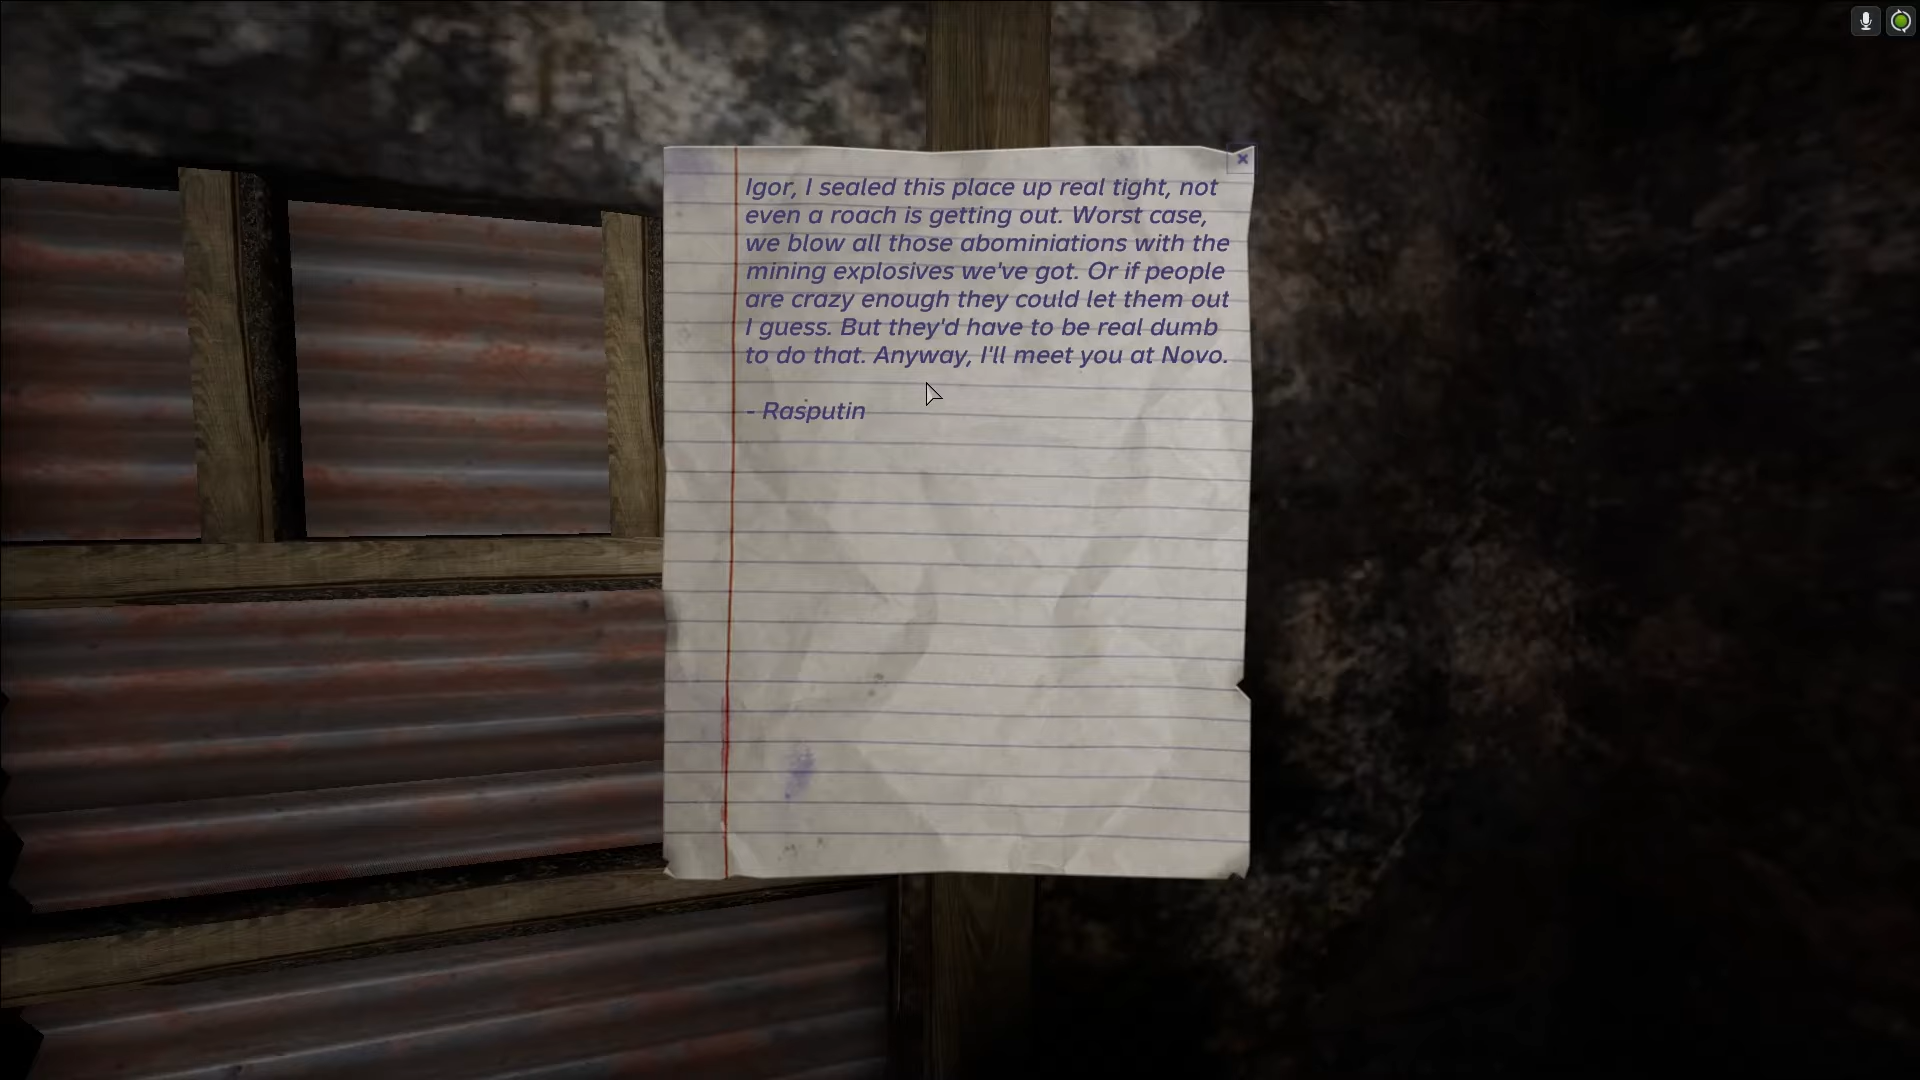 Igor, I sealed this place up real tight, not
even a roach is getting out. Worst case,
we blow all those abominiations with the
mining explosives we've got. Or if people
are crazy enough they could let them out
I guess. But they'd have to be real dumb
to do that. Anyway, I'll meet you at Novo.
- Rasputin